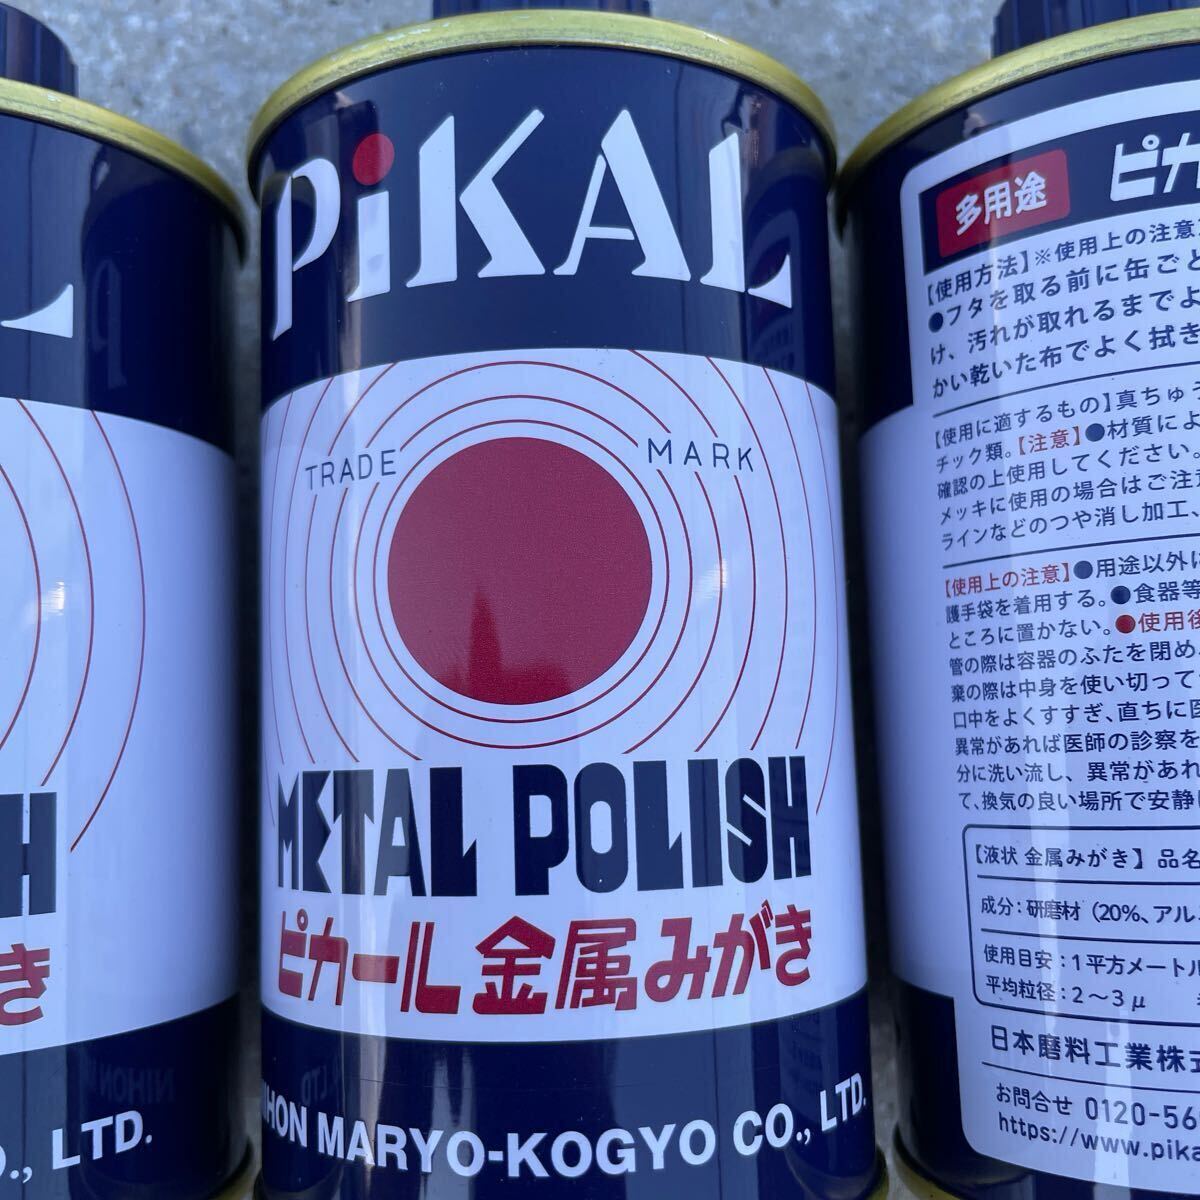 L
H
き
O., LTD.
PiKAL
TRADE MARK
METAL POLISH
ピカール金属みがき
NIHON MARYO-KOGYO CO., LTD.
多用途 ピカ
【使用方法】※使用上の注意
●フタを取る前に缶ごと
け、汚れが取れるまでよ
かい乾いた布でよく拭き
【使用に適するもの】真ちゅう
チック類。【注意】●材質によ
確認の上使用してください。
メッキに使用の場合はご注意
ラインなどのつや消し加工、
【使用上の注意】●用途以外に
護手袋を着用する。●食器等
ところに置かない。●使用後
管の際は容器のふたを閉め、
棄の際は中身を使い切って
口中をよくすすぎ、直ちに医
異常があれば医師の診察を
分に洗い流し、異常があれ
て、換気の良い場所で安静に
【液状 金属みがき】 品名
成分：研磨材（20%、アル
使用目安：1平方メートル
平均粒径：2～3μ
日本磨料工業株式
お問合せ 0120-56
https://www.pika